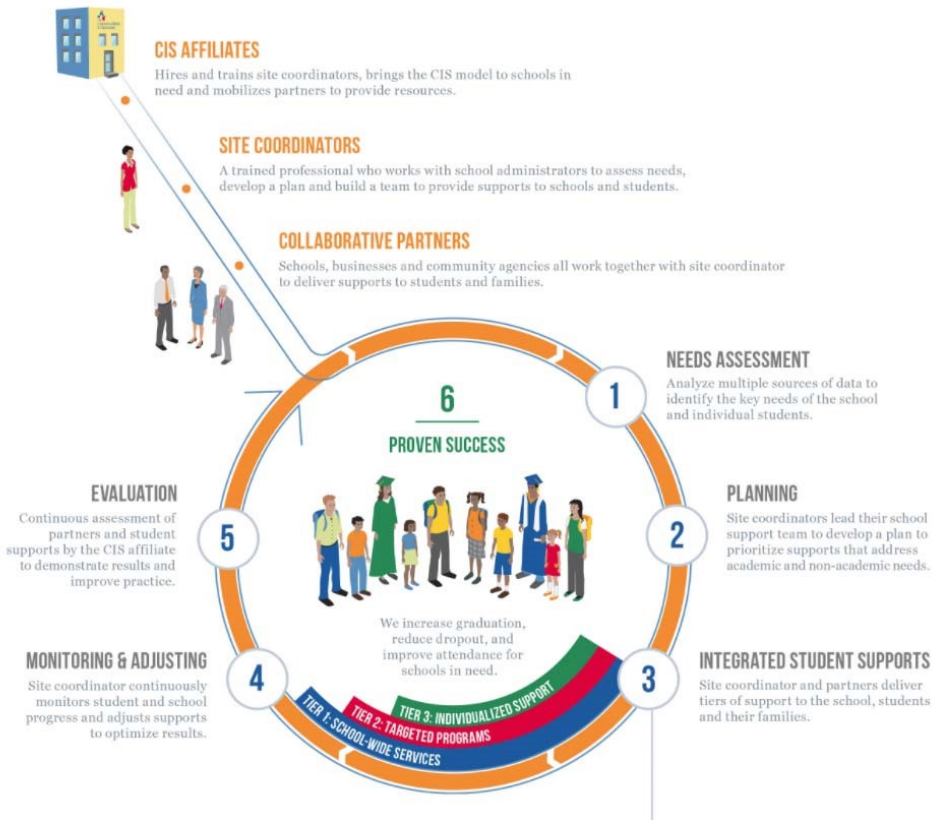 CIS AFFILIATES
Hires and trains site coordinators, brings the CIS model to schools in
need and mobilizes partners to provide resources.
SITE COORDINATORS
A trained professional who works with school administrators to assess needs,
develop a plan and build a team to provide supports to schools and students.
COLLABORATIVE PARTNERS
Schools, businesses and community agencies all work together with site coordinator
to deliver supports to students and families.
1
NEEDS ASSESSMENT
Analyze multiple sources of data to
identify the key needs of the school
and individual students.
2
PLANNING
Site coordinators lead their school
support team to develop a plan to
prioritize supports that address
academic and non-academic needs.
3
INTEGRATED STUDENT SUPPORTS
Site coordinator and partners deliver
tiers of support to the school, students
and their families.
TIER 1: SCHOOL-WIDE SERVICES
TIER 2: TARGETED PROGRAMS
TIER 3: INDIVIDUALIZED SUPPORT
4
MONITORING & ADJUSTING
Site coordinator continuously
monitors student and school
progress and adjusts supports
to optimize results.
5
EVALUATION
Continuous assessment of
partners and student
supports by the CIS affiliate
to demonstrate results and
improve practice.
6
PROVEN SUCCESS
We increase graduation,
reduce dropout, and
improve attendance for
schools in need.